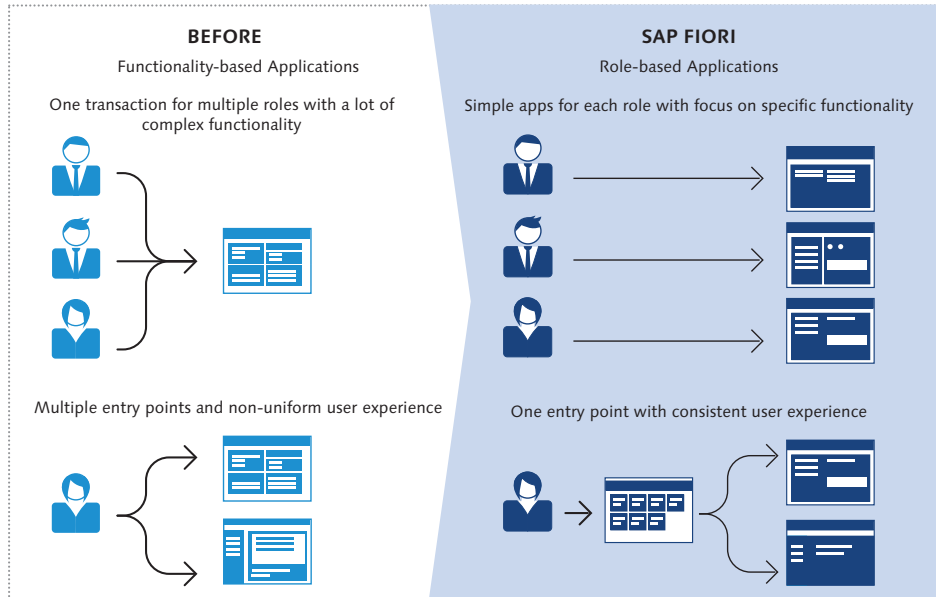 BEFORE
Functionality-based Applications
One transaction for multiple roles with a lot of
complex functionality
Multiple entry points and non-uniform user experience
SAP FIORI
Role-based Applications
Simple apps for each role with focus on specific functionality
One entry point with consistent user experience